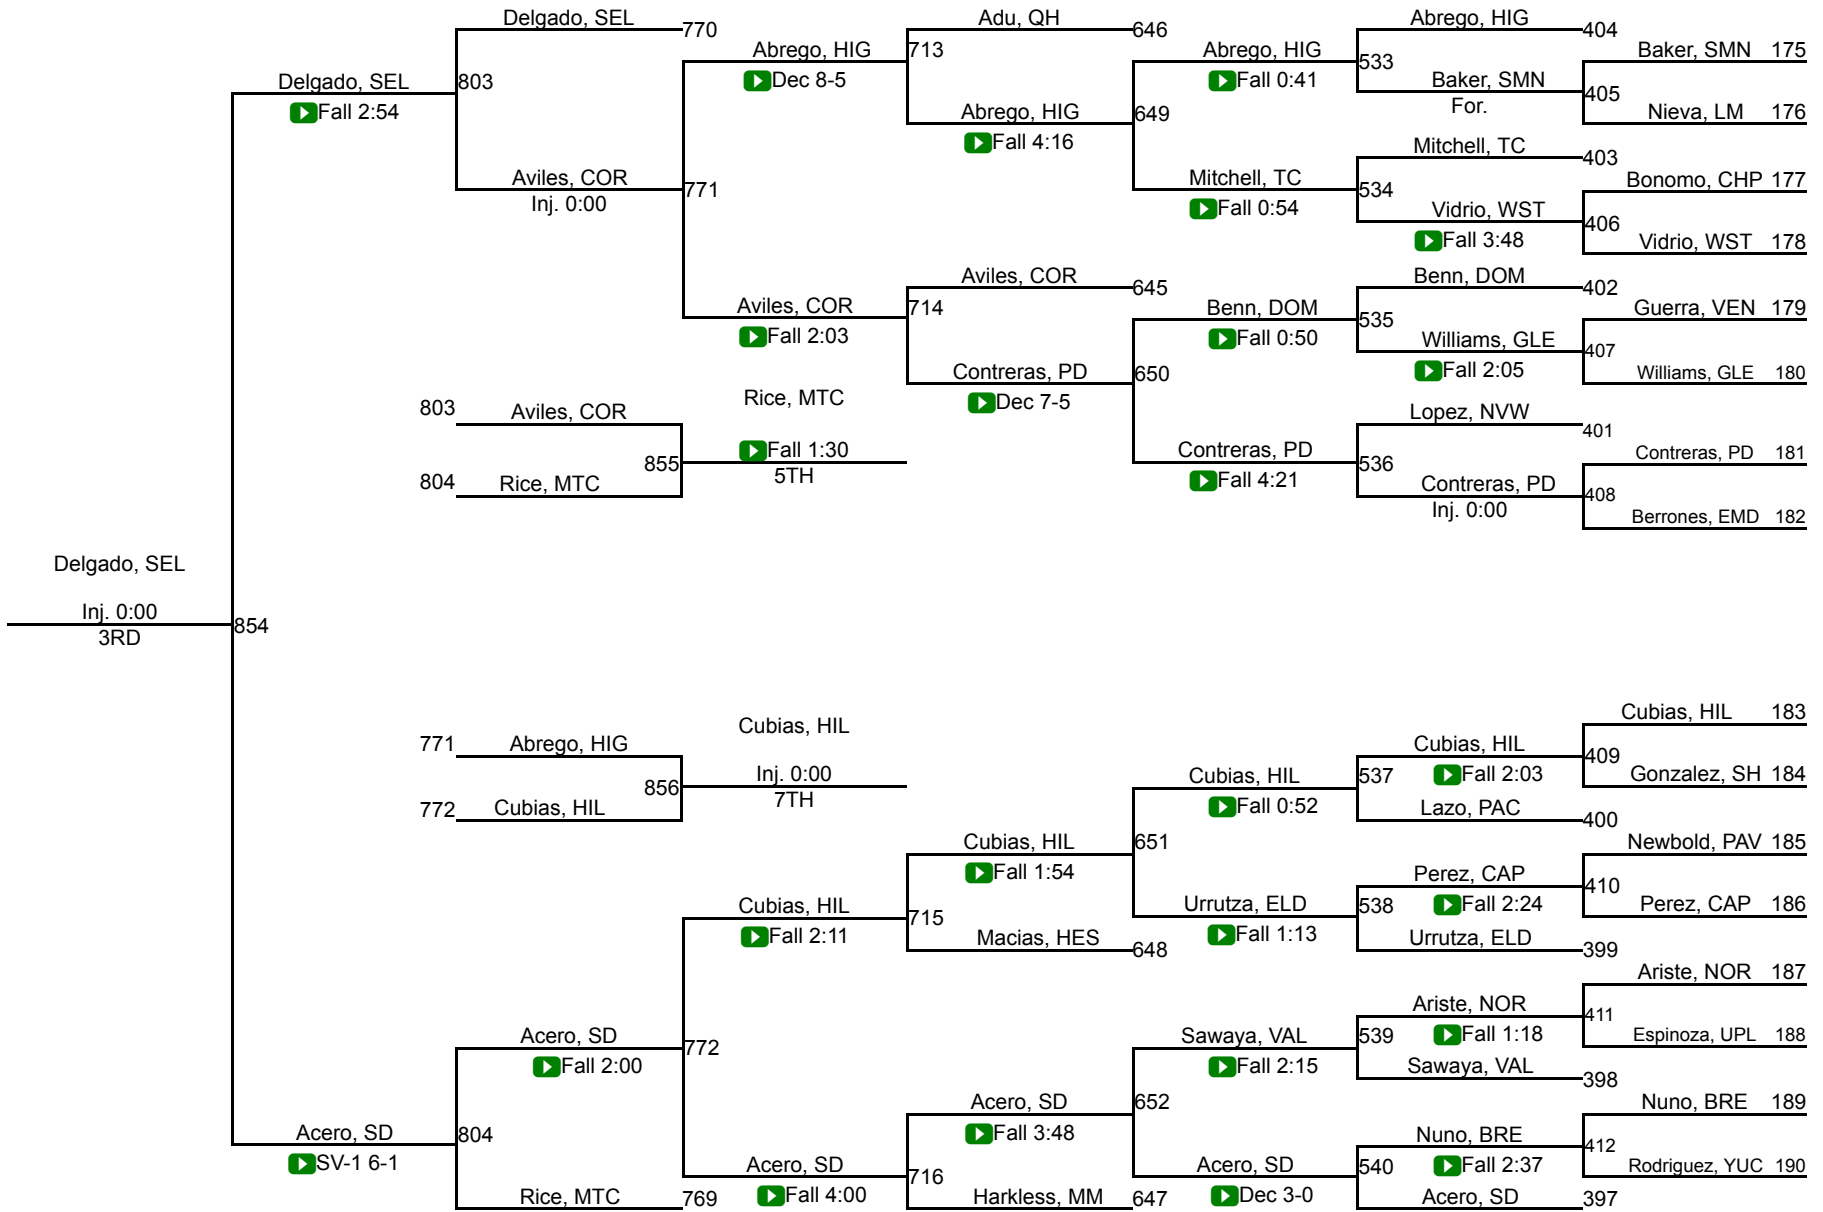 Delgado, SEL
770
Adu, QH
646
Abrego, HIG
404
Abrego, HIG
713
Abrego, HIG
533
Baker, SMN 175
Delgado, SEL
803
Dec 8-5
Fall 0:41
Baker, SMN
405
Fall 2:54
Abrego, HIG
649
For.
Nieva, LM 176
Fall 4:16
Mitchell, TC
403
Aviles, COR
771
Mitchell, TC
534
Bonomo, CHP 177
Inj. 0:00
Fall 0:54
Vidrio, WST
406
Fall 3:48
Vidrio, WST 178
Aviles, COR
645
Benn, DOM
402
Aviles, COR
714
Benn, DOM
535
Guerra, VEN 179
Fall 2:03
Fall 0:50
Williams, GLE
407
Contreras, PD
650
Fall 2:05
Williams, GLE 180
803
Aviles, COR
Rice, MTC
Dec 7-5
Lopez, NVW
401
855
Fall 1:30
Contreras, PD
536
Contreras, PD 181
804
Rice, MTC
5TH
Fall 4:21
Contreras, PD
408
Inj. 0:00
Berrones, EMD 182
Delgado, SEL
Inj. 0:00
854
3RD
Cubias, HIL 183
771
Abrego, HIG
Cubias, HIL
Cubias, HIL
409
856
Inj. 0:00
Cubias, HIL
537
Fall 2:03
Gonzalez, SH 184
772
Cubias, HIL
7TH
Fall 0:52
Lazo, PAC
400
Cubias, HIL
651
Newbold, PAV 185
Fall 1:54
Perez, CAP
410
Cubias, HIL
715
Urrutza, ELD
538
Fall 2:24
Perez, CAP 186
Fall 2:11
Macias, HES
648
Fall 1:13
Urrutza, ELD
399
Ariste, NOR 187
Ariste, NOR
411
Acero, SD
772
Sawaya, VAL
539
Fall 1:18
Espinoza, UPL 188
Fall 2:00
Fall 2:15
Sawaya, VAL
398
Acero, SD
652
Nuno, BRE 189
Acero, SD
804
Fall 3:48
Nuno, BRE
412
SV-1 6-1
Acero, SD
716
Acero, SD
540
Fall 2:37
Rodriguez, YUC 190
Rice, MTC
769
Fall 4:00
Harkless, MM
647
Dec 3-0
Acero, SD
397